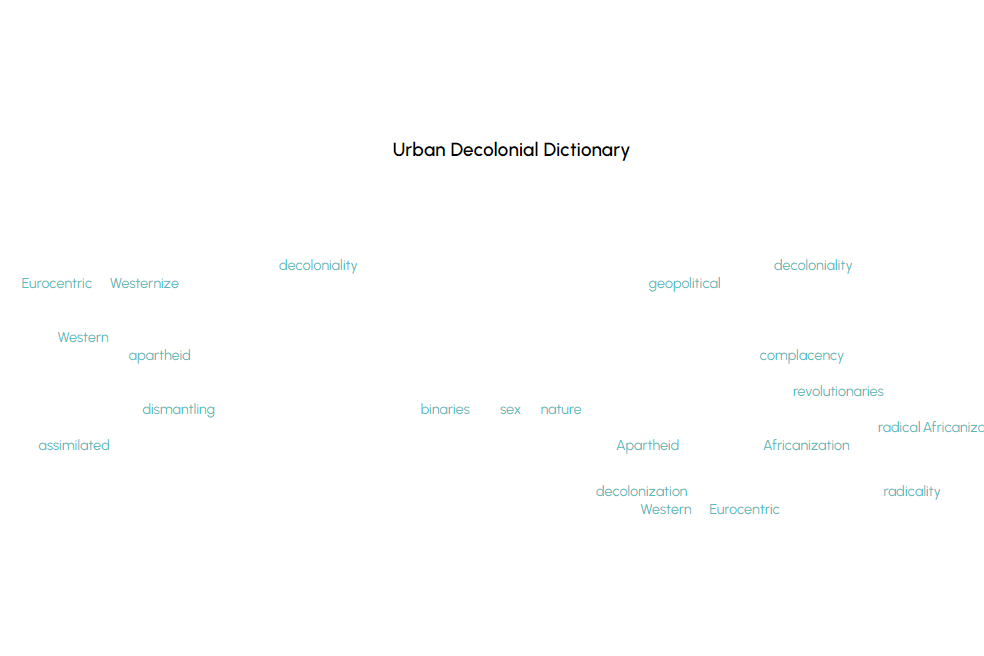 Urban Decolonial Dictionary
decoloniality decoloniality
Eurocentric Westernize geopolitical
Western
apartheid complacency
revolutionaries
dismantling binaries sex nature
radical Africaniz
assimilated Apartheid Africanization
decolonization radicality
Western Eurocentric